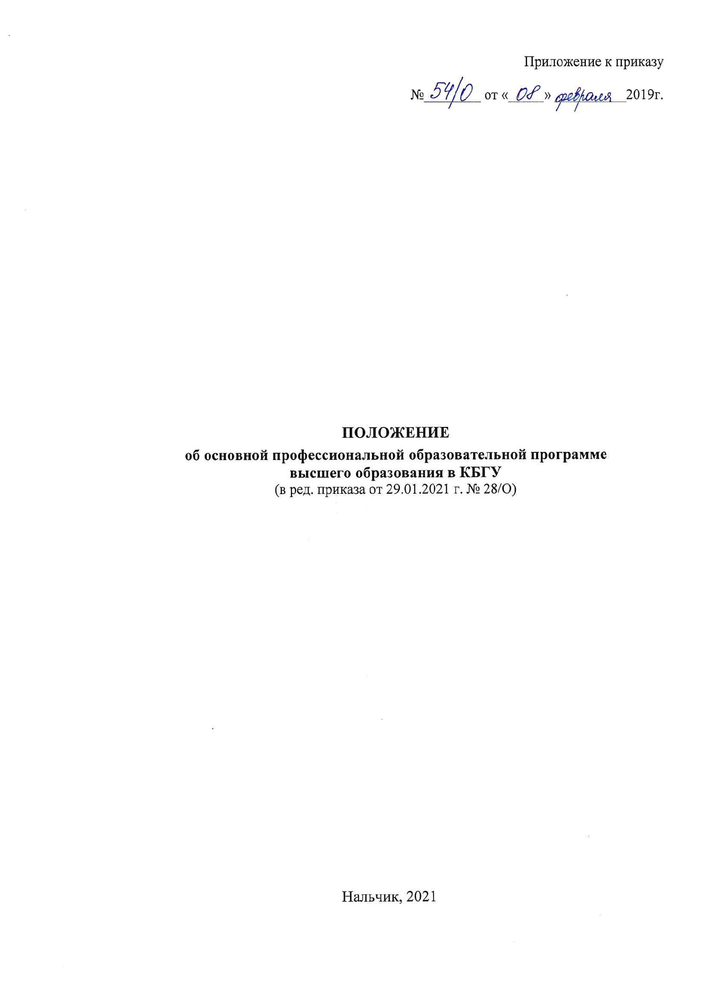 Приложение к приказу
№ 54/О от « 08 » февраля 2019г.
ПОЛОЖЕНИЕ
об основной профессиональной образовательной программе
высшего образования в КБГУ
(в ред. приказа от 29.01.2021 г. № 28/О)
Нальчик, 2021